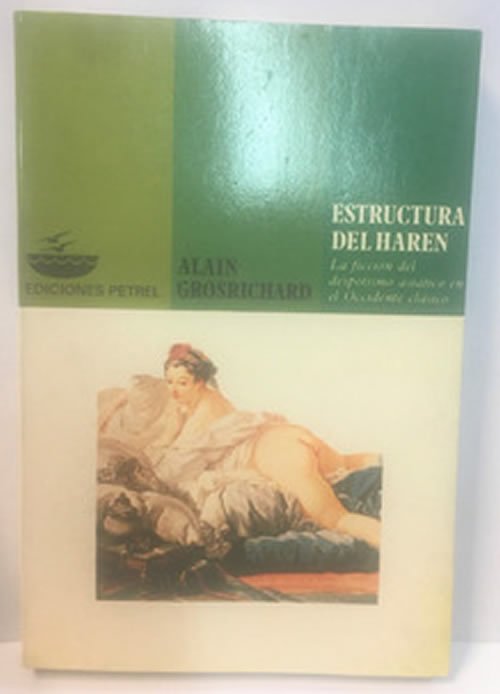 ESTRUCTURA
DEL HAREN
La ficción del
despotismo asiático en
el Occidente clásico
ALAIN
GROSRICHARD
EDICIONES PETREL